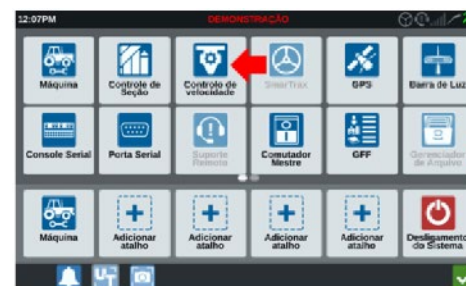 12:07PM
DEMONSTRAÇÃO
Máquina
Controle de
Seção
Controlo de
velocidade
SmarTrax
GPS
Barra de Luz
Console Serial
Porta Serial
Suporte
Remoto
Comutador
Mestre
GFF
Gerenciador
de Arquivo
Máquina
Adicionar
atalho
Adicionar
atalho
Adicionar
atalho
Adicionar
atalho
Desligamento
do Sistema
UT